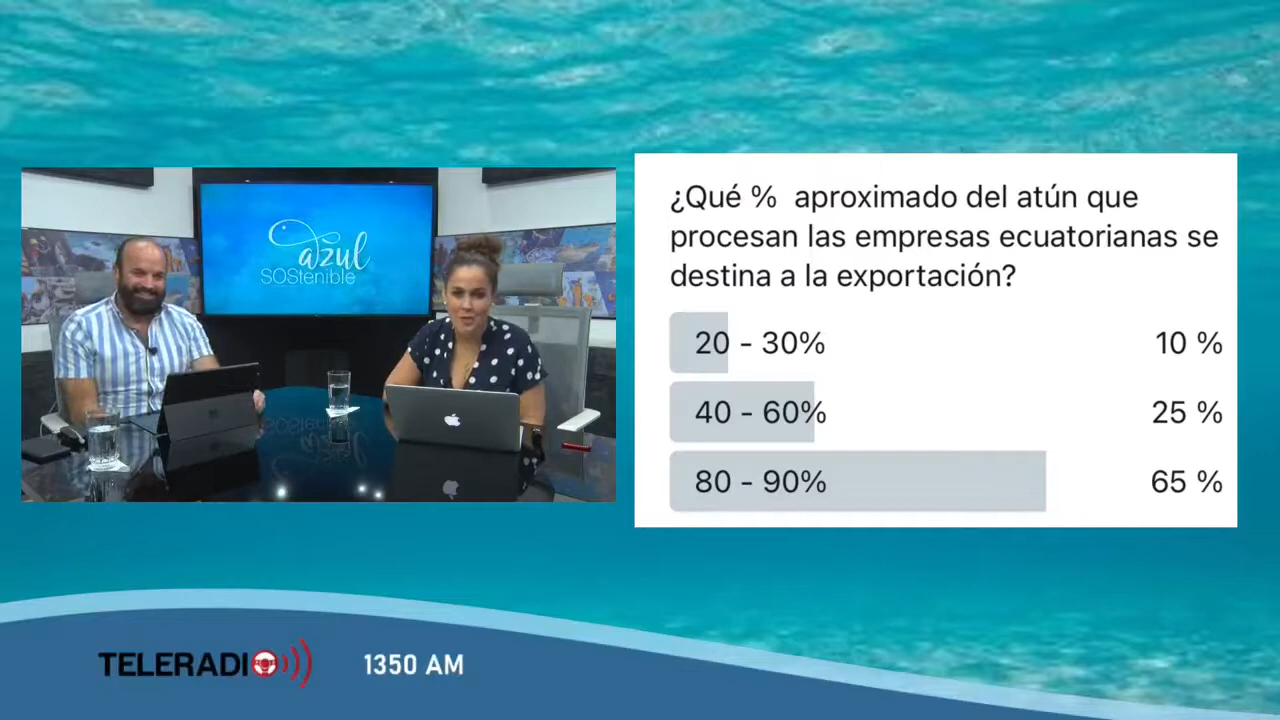 azul
SOStenible
¿Qué % aproximado del atún que
procesan las empresas ecuatorianas se
destina a la exportación?
20 - 30% 10 %
40 - 60% 25 %
80 - 90% 65 %
TELERADIO
1350 AM